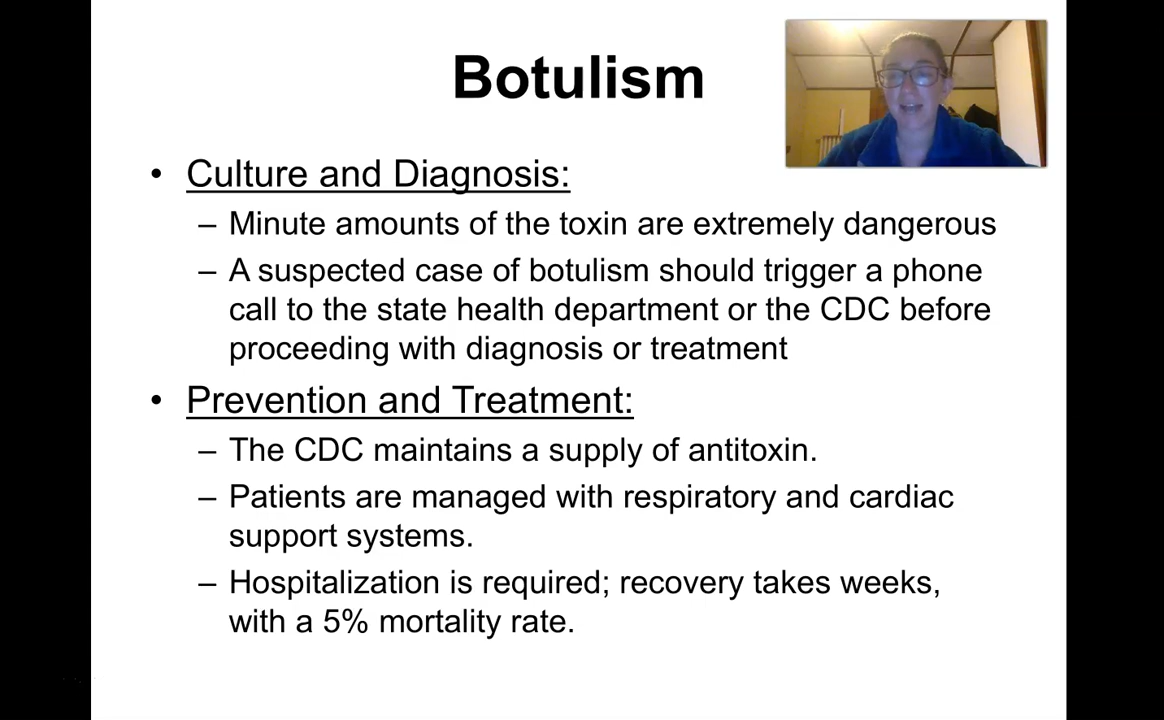 Botulism
• Culture and Diagnosis:
– Minute amounts of the toxin are extremely dangerous
– A suspected case of botulism should trigger a phone
call to the state health department or the CDC before
proceeding with diagnosis or treatment
• Prevention and Treatment:
– The CDC maintains a supply of antitoxin.
– Patients are managed with respiratory and cardiac
support systems.
– Hospitalization is required; recovery takes weeks,
with a 5% mortality rate.